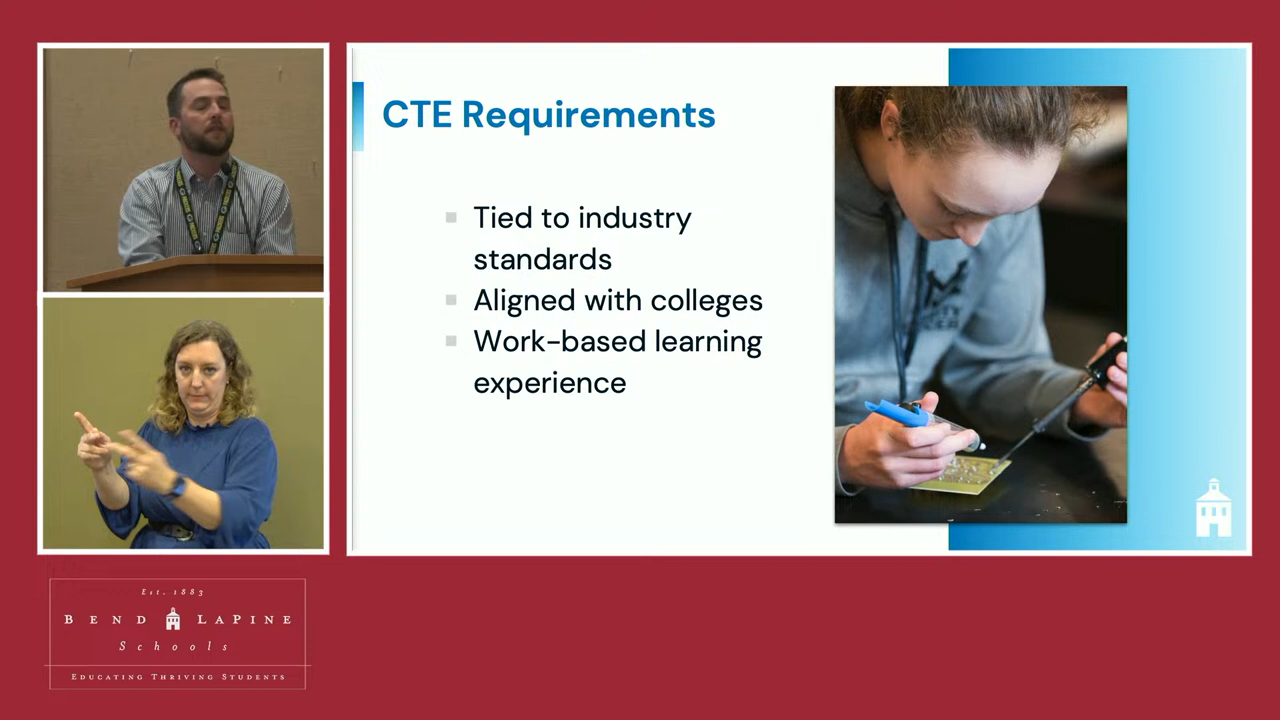 CTE Requirements
Tied to industry
standards
Aligned with colleges
Work-based learning
experience
Est. 1883
BEND LAPINE
Schools
EDUCATING THRIVING STUDENTS